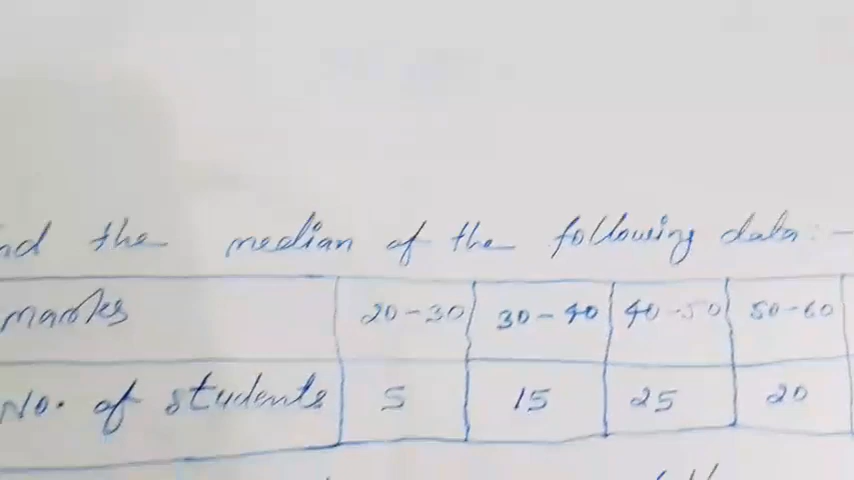 nd the median of the following data:-
marks 20-30 30-40 40-50 50-60
No. of students 5 15 25 20